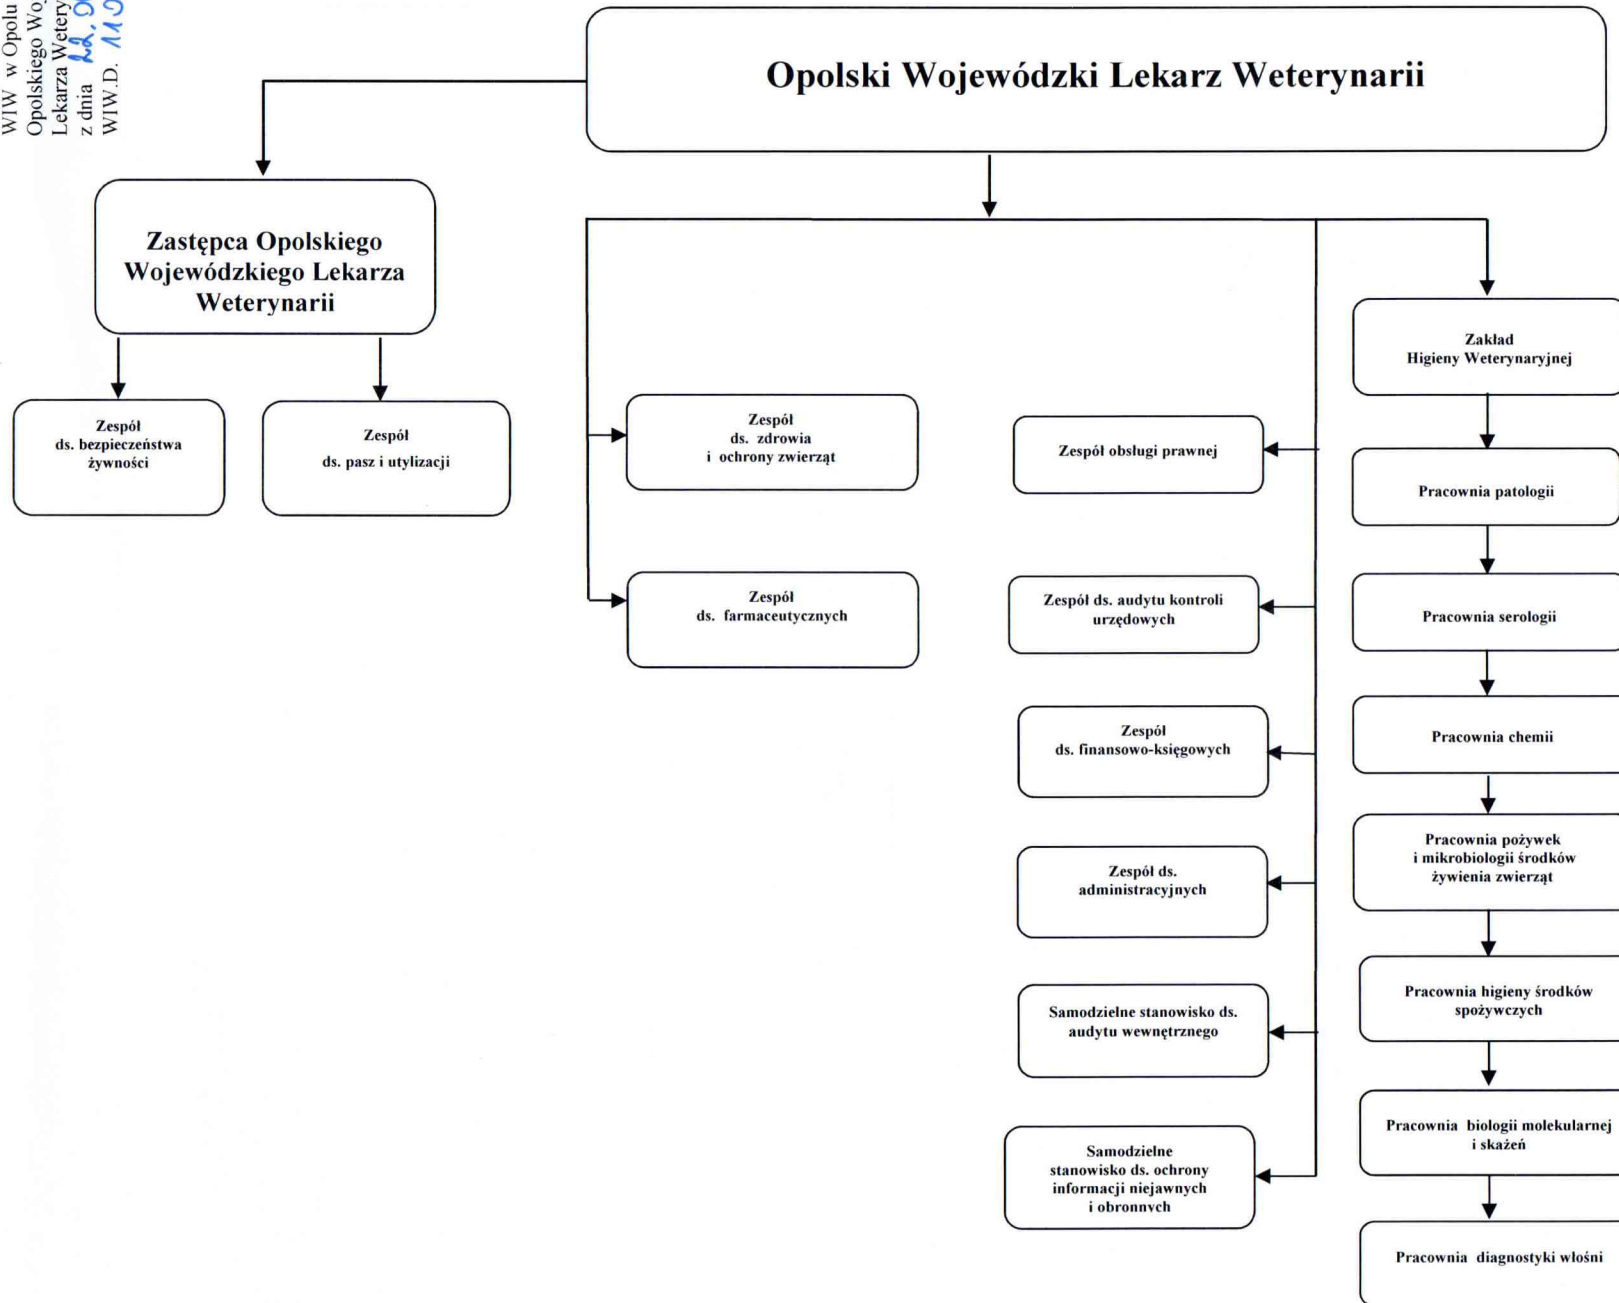 WIW w Opolu
Opolskiego
Lekarza
z dnia 22.
WIW.D.
Opolski Wojewódzki Lekarz Weterynarii
Zastępca Opolskiego
Wojewódzkiego Lekarza
Weterynarii
Zespół
ds. bezpieczeństwa
żywności
Zespół
ds. pasz i utylizacji
Zespół
ds. zdrowia
i ochrony zwierząt
Zespół
ds. farmaceutycznych
Zespół obsługi prawnej
Zespół ds. audytu kontroli
urzędowych
Zespół
ds. finansowo-księgowych
Zespół ds.
administracyjnych
Samodzielne stanowisko ds.
audytu wewnętrznego
Samodzielne
stanowisko ds. ochrony
informacji niejawnych
i obronnych
Zakład
Higieny Weterynaryjnej
Pracownia patologii
Pracownia serologii
Pracownia chemii
Pracownia pożywek
i mikrobiologii środków
żywienia zwierząt
Pracownia higieny środków
spożywczych
Pracownia biologii molekularnej
i skażeń
Pracownia diagnostyki włośni